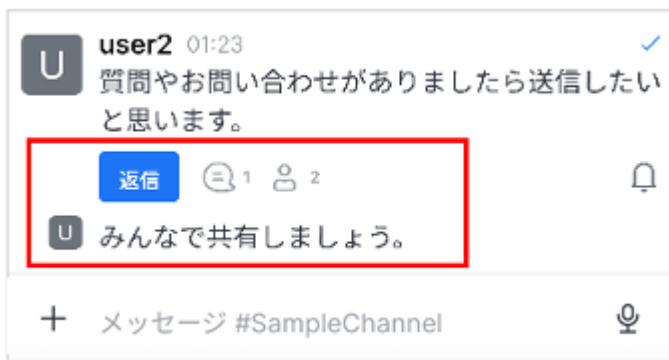 user2 01:23
U
質問やお問い合わせがありましたら送信したい
と思います。
返信 1 2
U みんなで共有しましょう。
メッセージ #SampleChannel